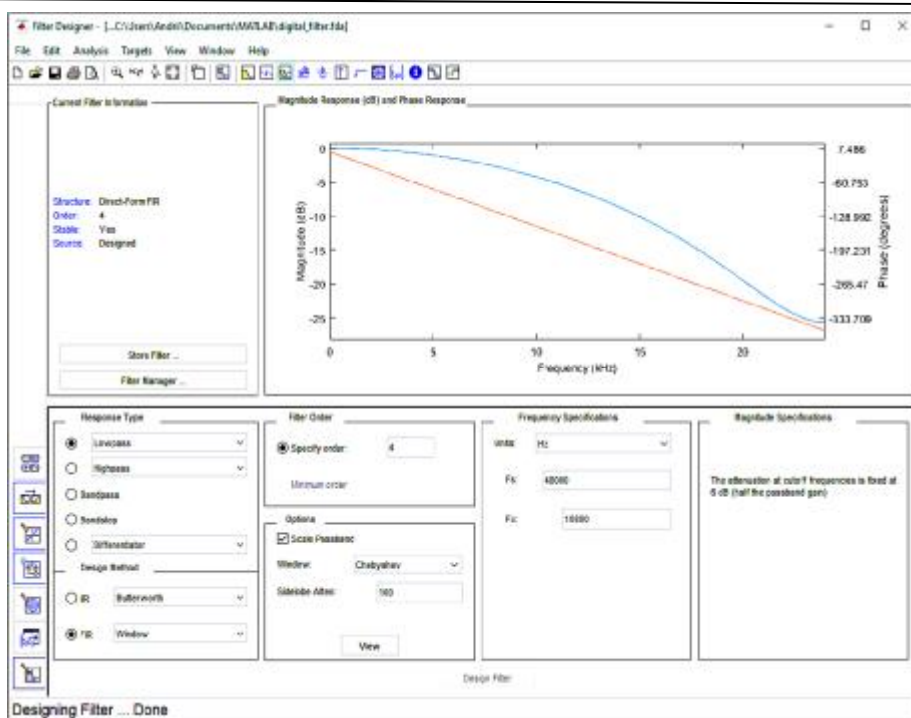 Filter Designer - [...C:\Users\Andrii\Documents\MATLAB\digital_filter.fda]
File Edit Analysis Targets View Window Help
Current Filter Information
Structure: Direct-Form FIR
Order: 4
Stable: Yes
Source: Designed
Store Filter ...
Filter Manager ...
Magnitude Response (dB) and Phase Response
0
-5
-10
-15
-20
-25
Magnitude (dB)
7.486
-60.753
-128.992
-197.231
-265.47
-333.709
Phase (degrees)
0 5 10 15 20
Frequency (kHz)
Response Type
Lowpass
Highpass
Bandpass
Bandstop
Differentiator
Design Method
IIR Butterworth
FIR Window
Filter Order
Specify order: 4
Minimum order
Options
Scale Passband
Window: Chebyshev
Sidelobe Atten: 100
View
Frequency Specifications
Units: Hz
Fs: 48000
Fc:
Magnitude Specifications
The attenuation at cutoff frequencies is fixed at
6 dB (half the passband gain)
Design Filter
Designing Filter ... Done